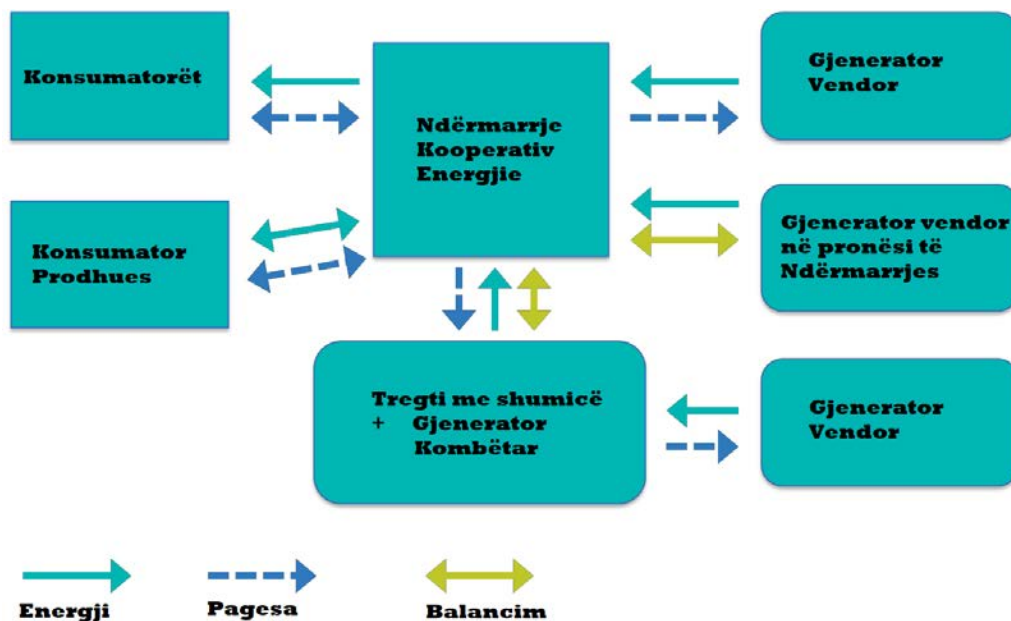 Konsumatorët
Ndërmarrje
Kooperativ
Energjie
Gjenerator
Vendor
Konsumator
Prodhues
Gjenerator vendor
në pronësi të
Ndërmarrjes
Tregti me shumicë
+ Gjenerator
Kombëtar
Gjenerator
Vendor
Energji
Pagesa
Balancim